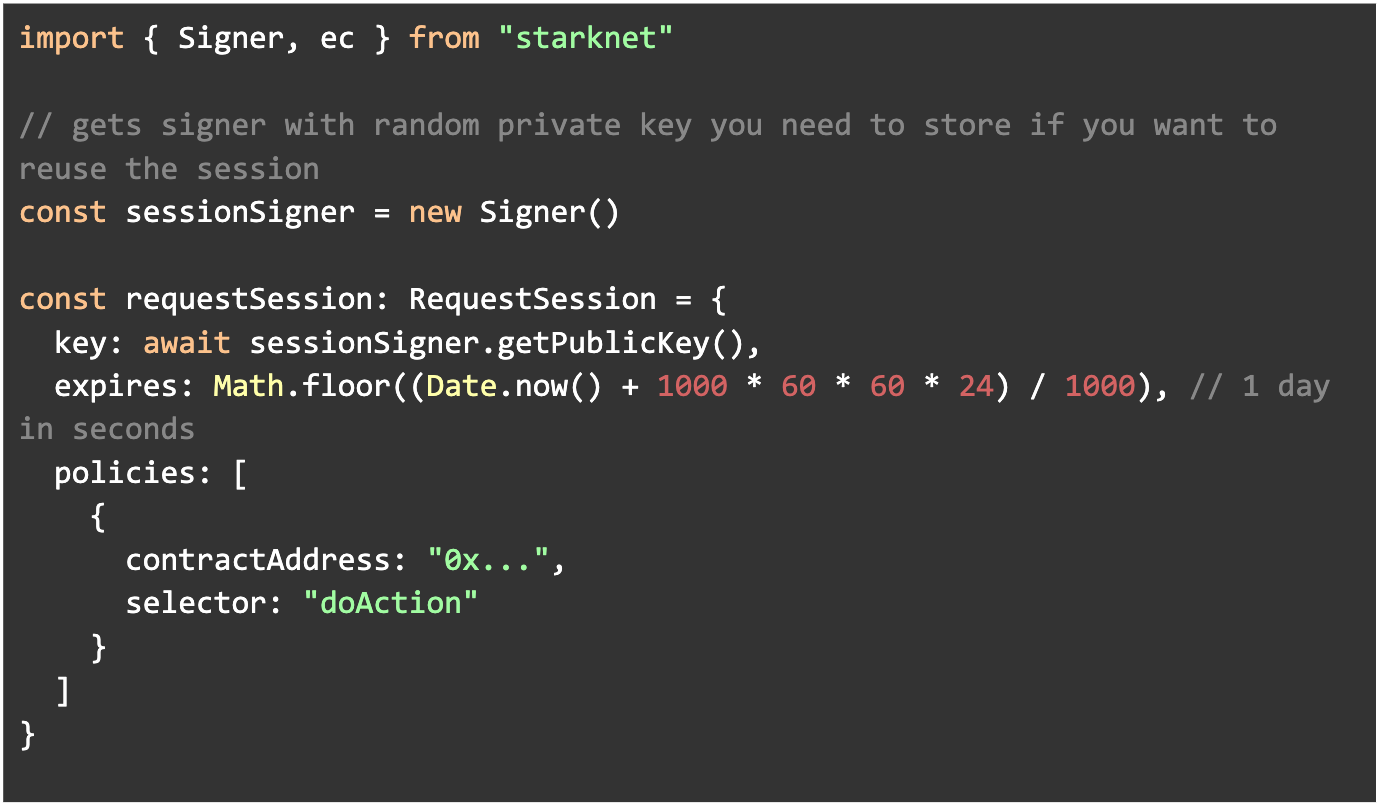 import { Signer, ec } from "starknet"
// gets signer with random private key you need to store if you want to
reuse the session
const sessionSigner = new Signer()
const requestSession: RequestSession = {
  key: await sessionSigner.getPublicKey(),
  expires: Math.floor((Date.now() + 1000 * 60 * 60 * 24) / 1000), // 1 day
in seconds
  policies: [
    {
      contractAddress: "0x...",
      selector: "doAction"
    }
  ]
}